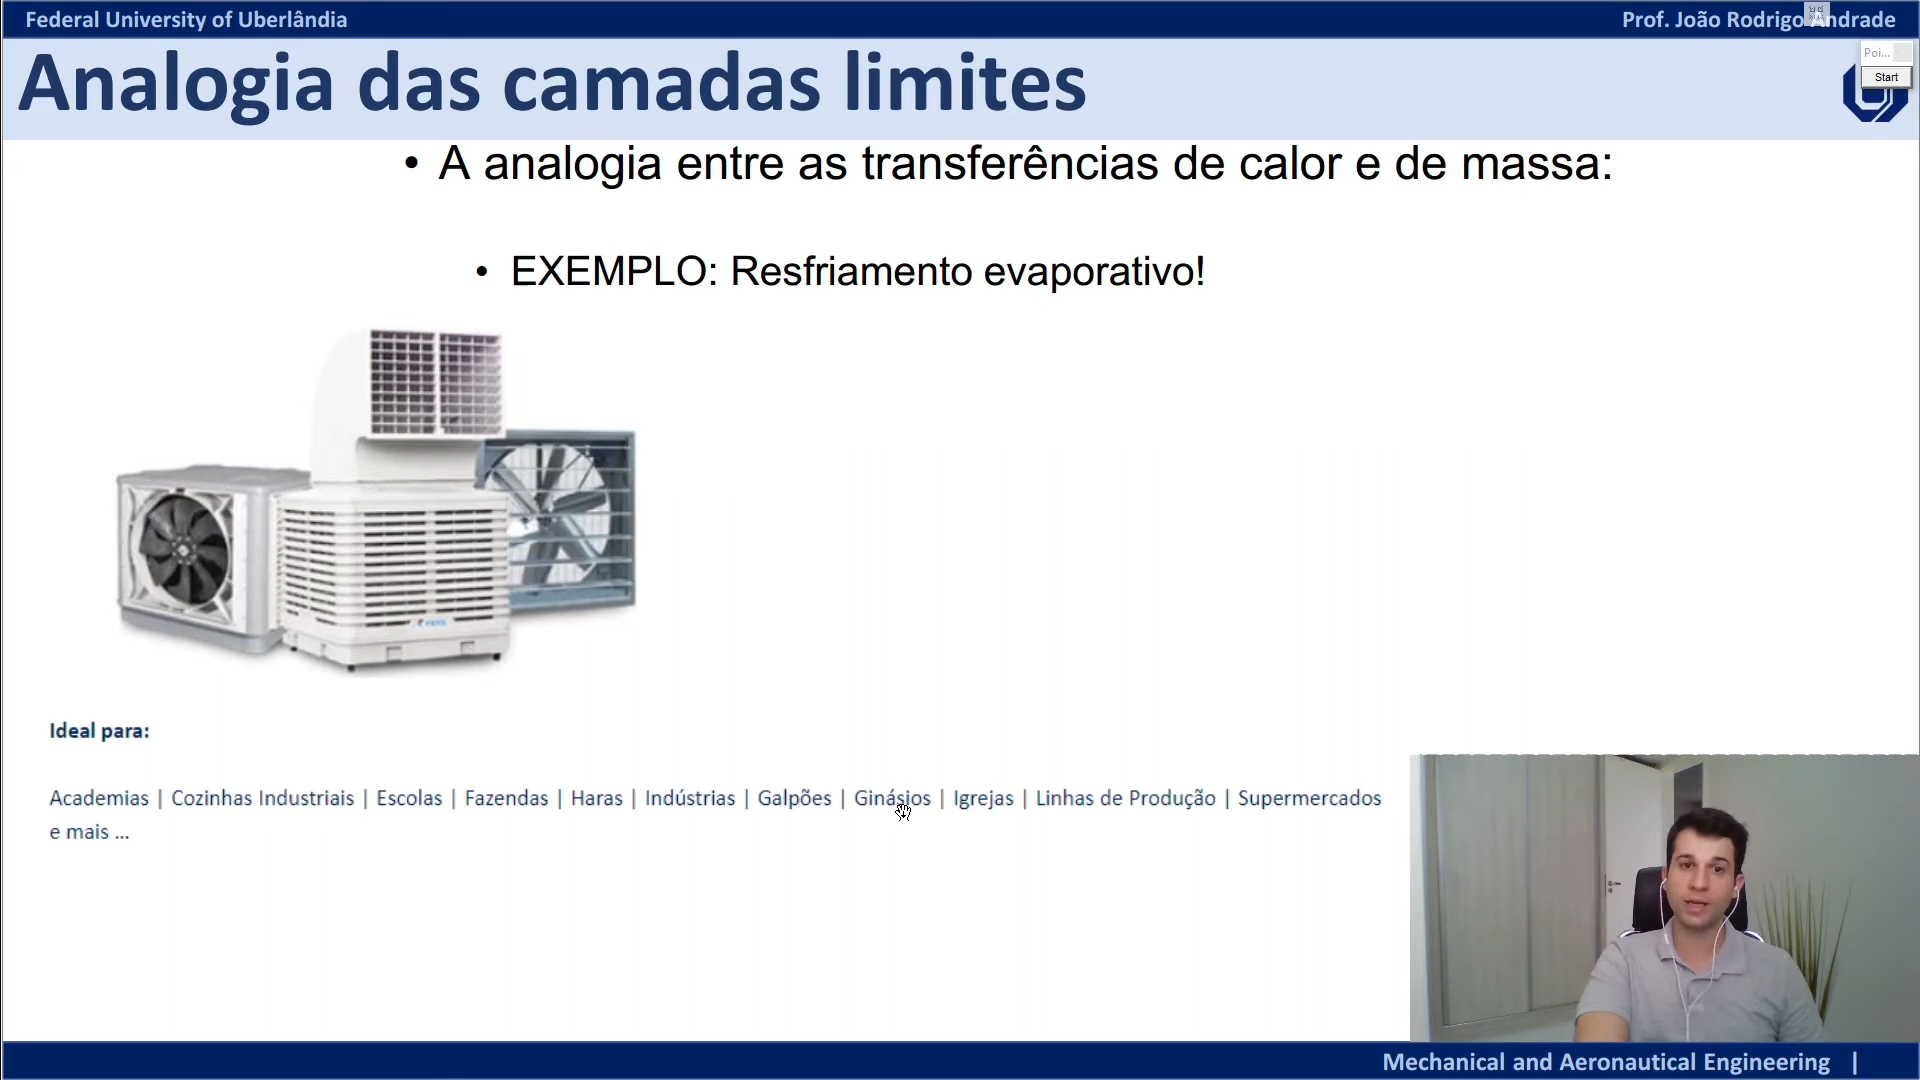 Federal University of Uberlândia
Prof. João Rodrigo Andrade
Analogia das camadas limites
Poi...
Start
• A analogia entre as transferências de calor e de massa:
• EXEMPLO: Resfriamento evaporativo!
Ideal para:
Academias | Cozinhas Industriais | Escolas | Fazendas | Haras | Indústrias | Galpões | Ginásios | Igrejas | Linhas de Produção | Supermercados
e mais ...
Mechanical and Aeronautical Engineering |